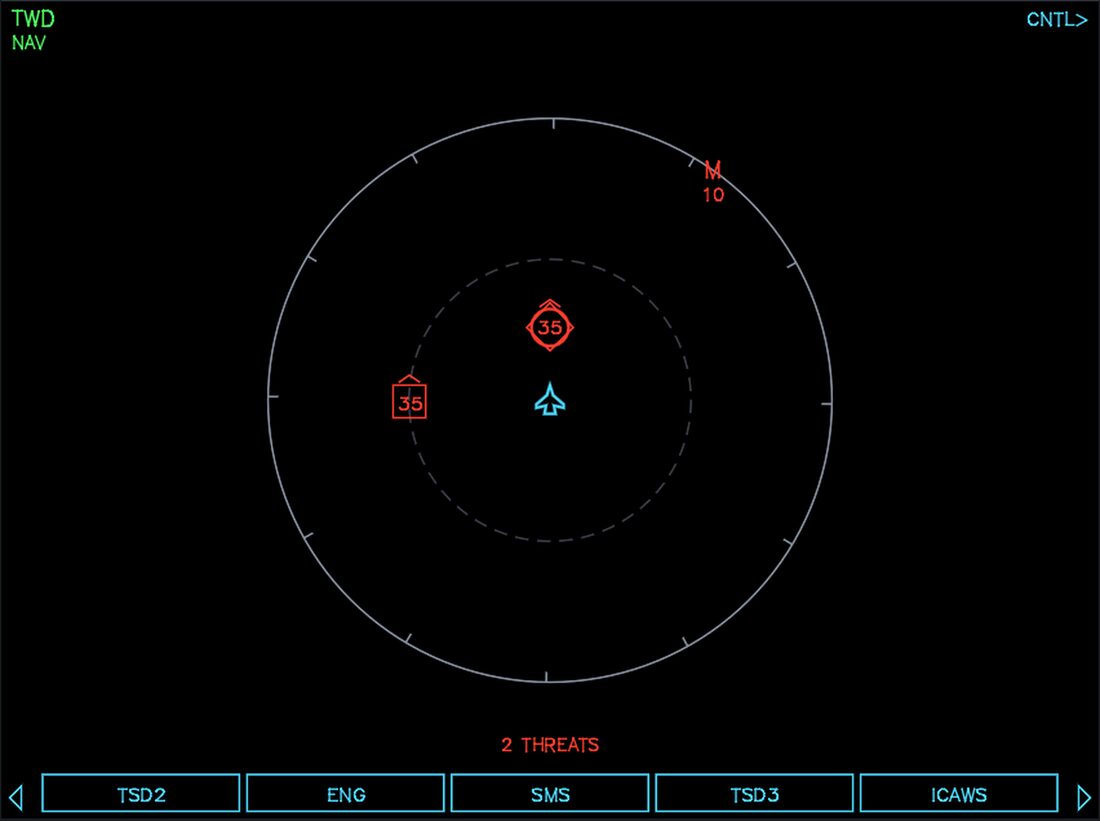 TWD
NAV
CNTL>
M
10
35
35
2 THREATS
TSD2
ENG
SMS
TSD3
ICAWS